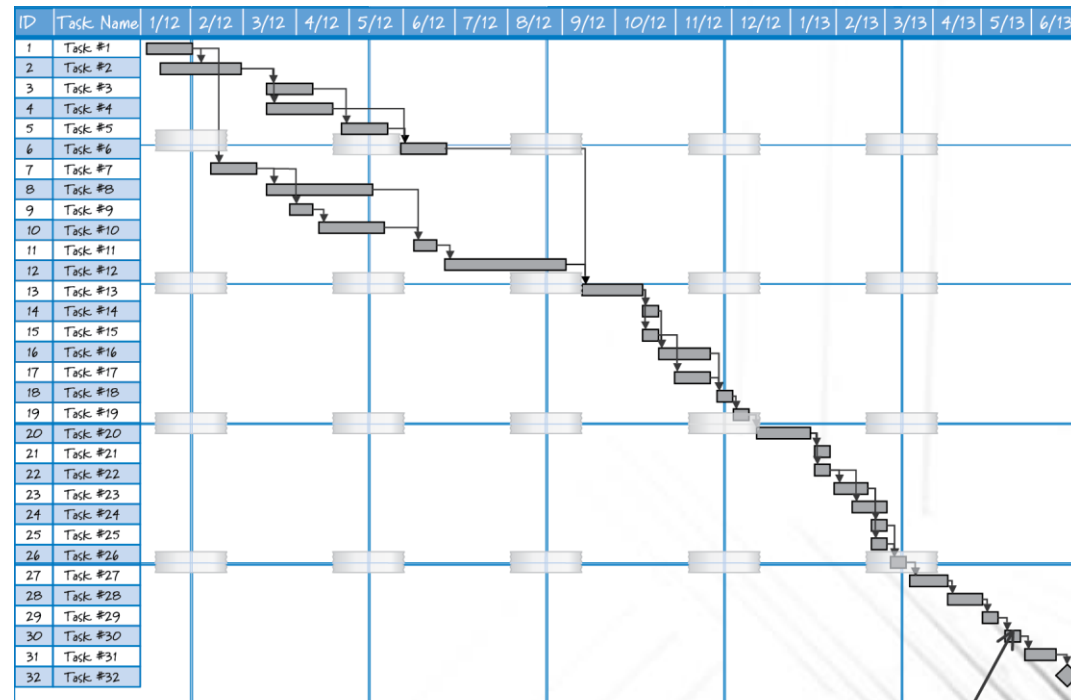 ID Task Name 1/12 2/12 3/12 4/12 5/12 6/12 7/12 8/12 9/12 10/12 11/12 12/12 1/13 2/13 3/13 4/13 5/13 6/13
1 Task #1
2 Task #2
3 Task #3
4 Task #4
5 Task #5
6 Task #6
7 Task #7
8 Task #8
9 Task #9
10 Task #10
11 Task #11
12 Task #12
13 Task #13
14 Task #14
15 Task #15
16 Task #16
17 Task #17
18 Task #18
19 Task #19
20 Task #20
21 Task #21
22 Task #22
23 Task #23
24 Task #24
25 Task #25
26 Task #26
27 Task #27
28 Task #28
29 Task #29
30 Task #30
31 Task #31
32 Task #32